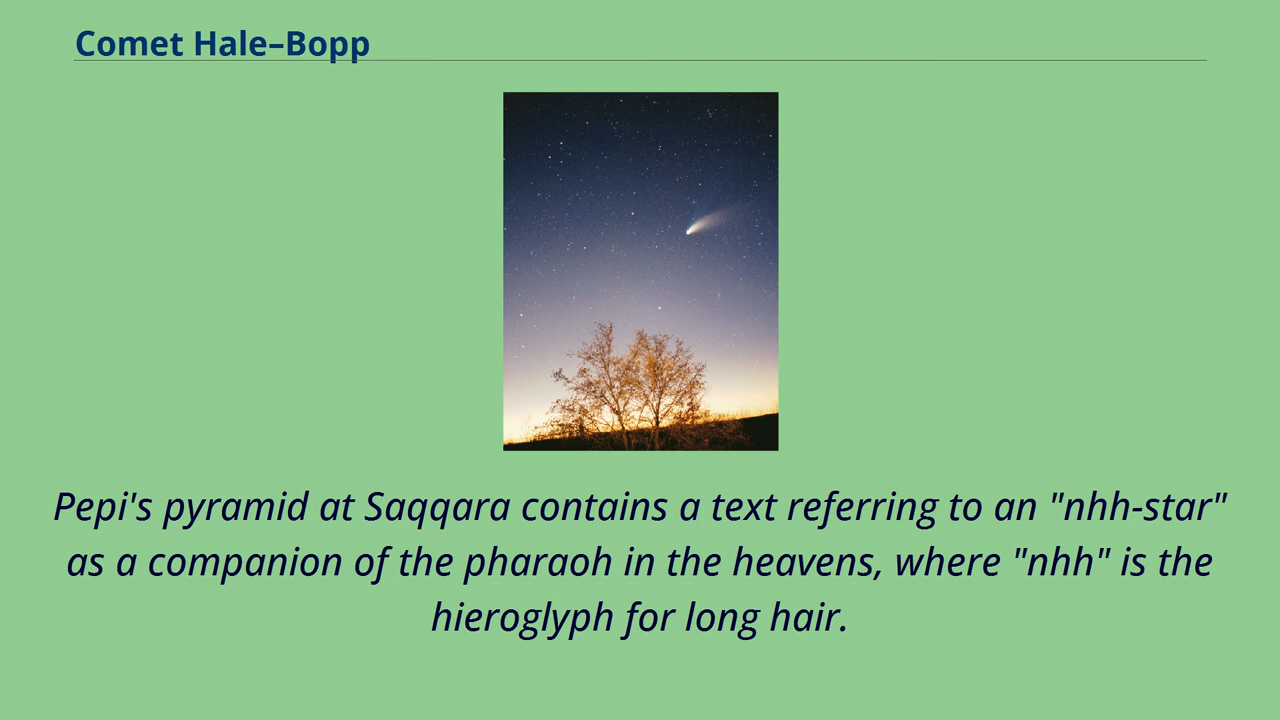 Comet Hale–Bopp
Pepi's pyramid at Saqqara contains a text referring to an "nhh-star"
as a companion of the pharaoh in the heavens, where "nhh" is the
hieroglyph for long hair.